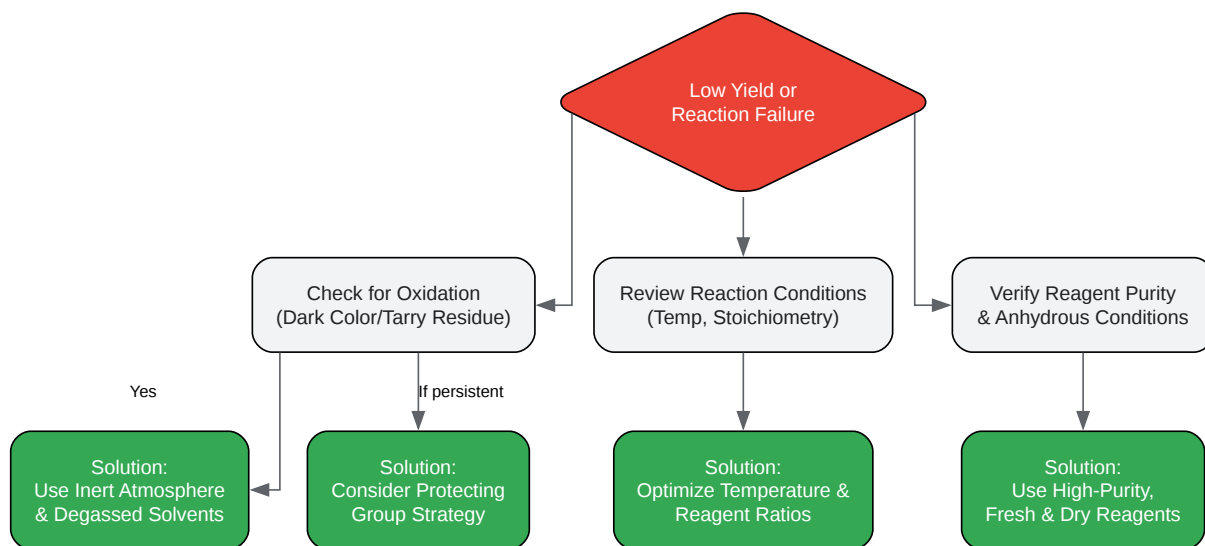 Low Yield or
Reaction Failure
Check for Oxidation
(Dark Color/Tarry Residue)
Review Reaction Conditions
(Temp, Stoichiometry)
Verify Reagent Purity
& Anhydrous Conditions
Yes
If persistent
Solution:
Use Inert Atmosphere
& Degassed Solvents
Solution:
Consider Protecting
Group Strategy
Solution:
Optimize Temperature &
Reagent Ratios
Solution:
Use High-Purity,
Fresh & Dry Reagents